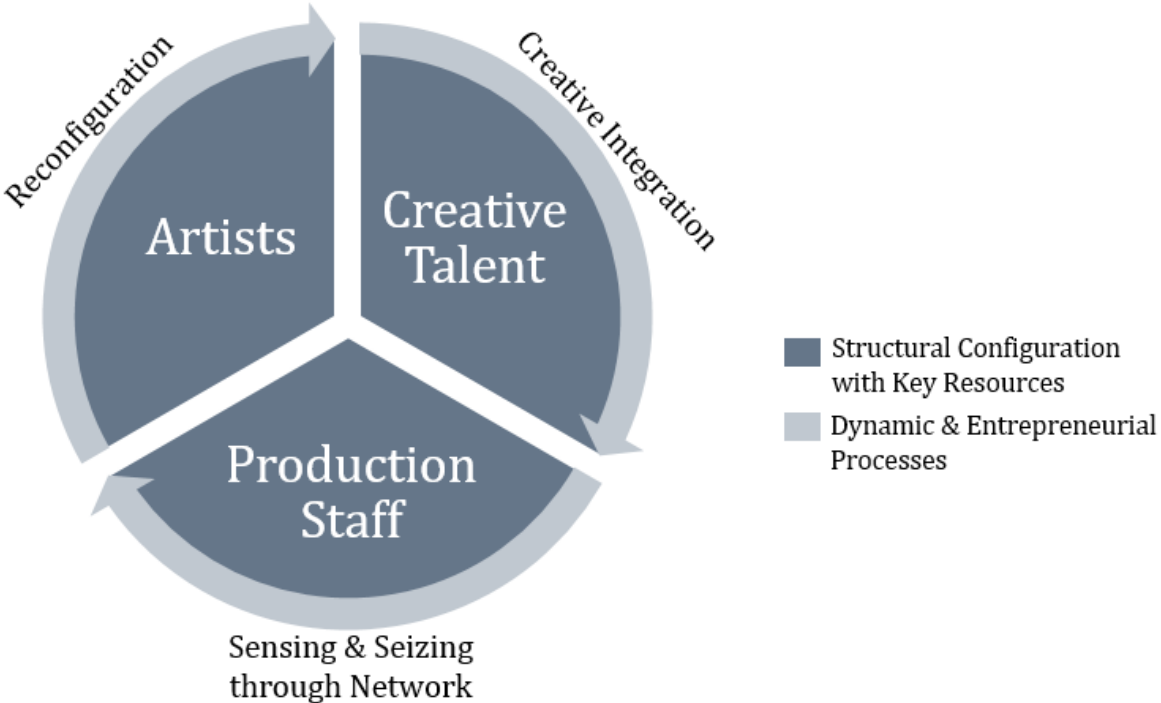 Reconfiguration
Creative Integration
Artists
Creative
Talent
Production
Staff
Sensing & Seizing
through Network
Structural Configuration
with Key Resources
Dynamic & Entrepreneurial
Processes